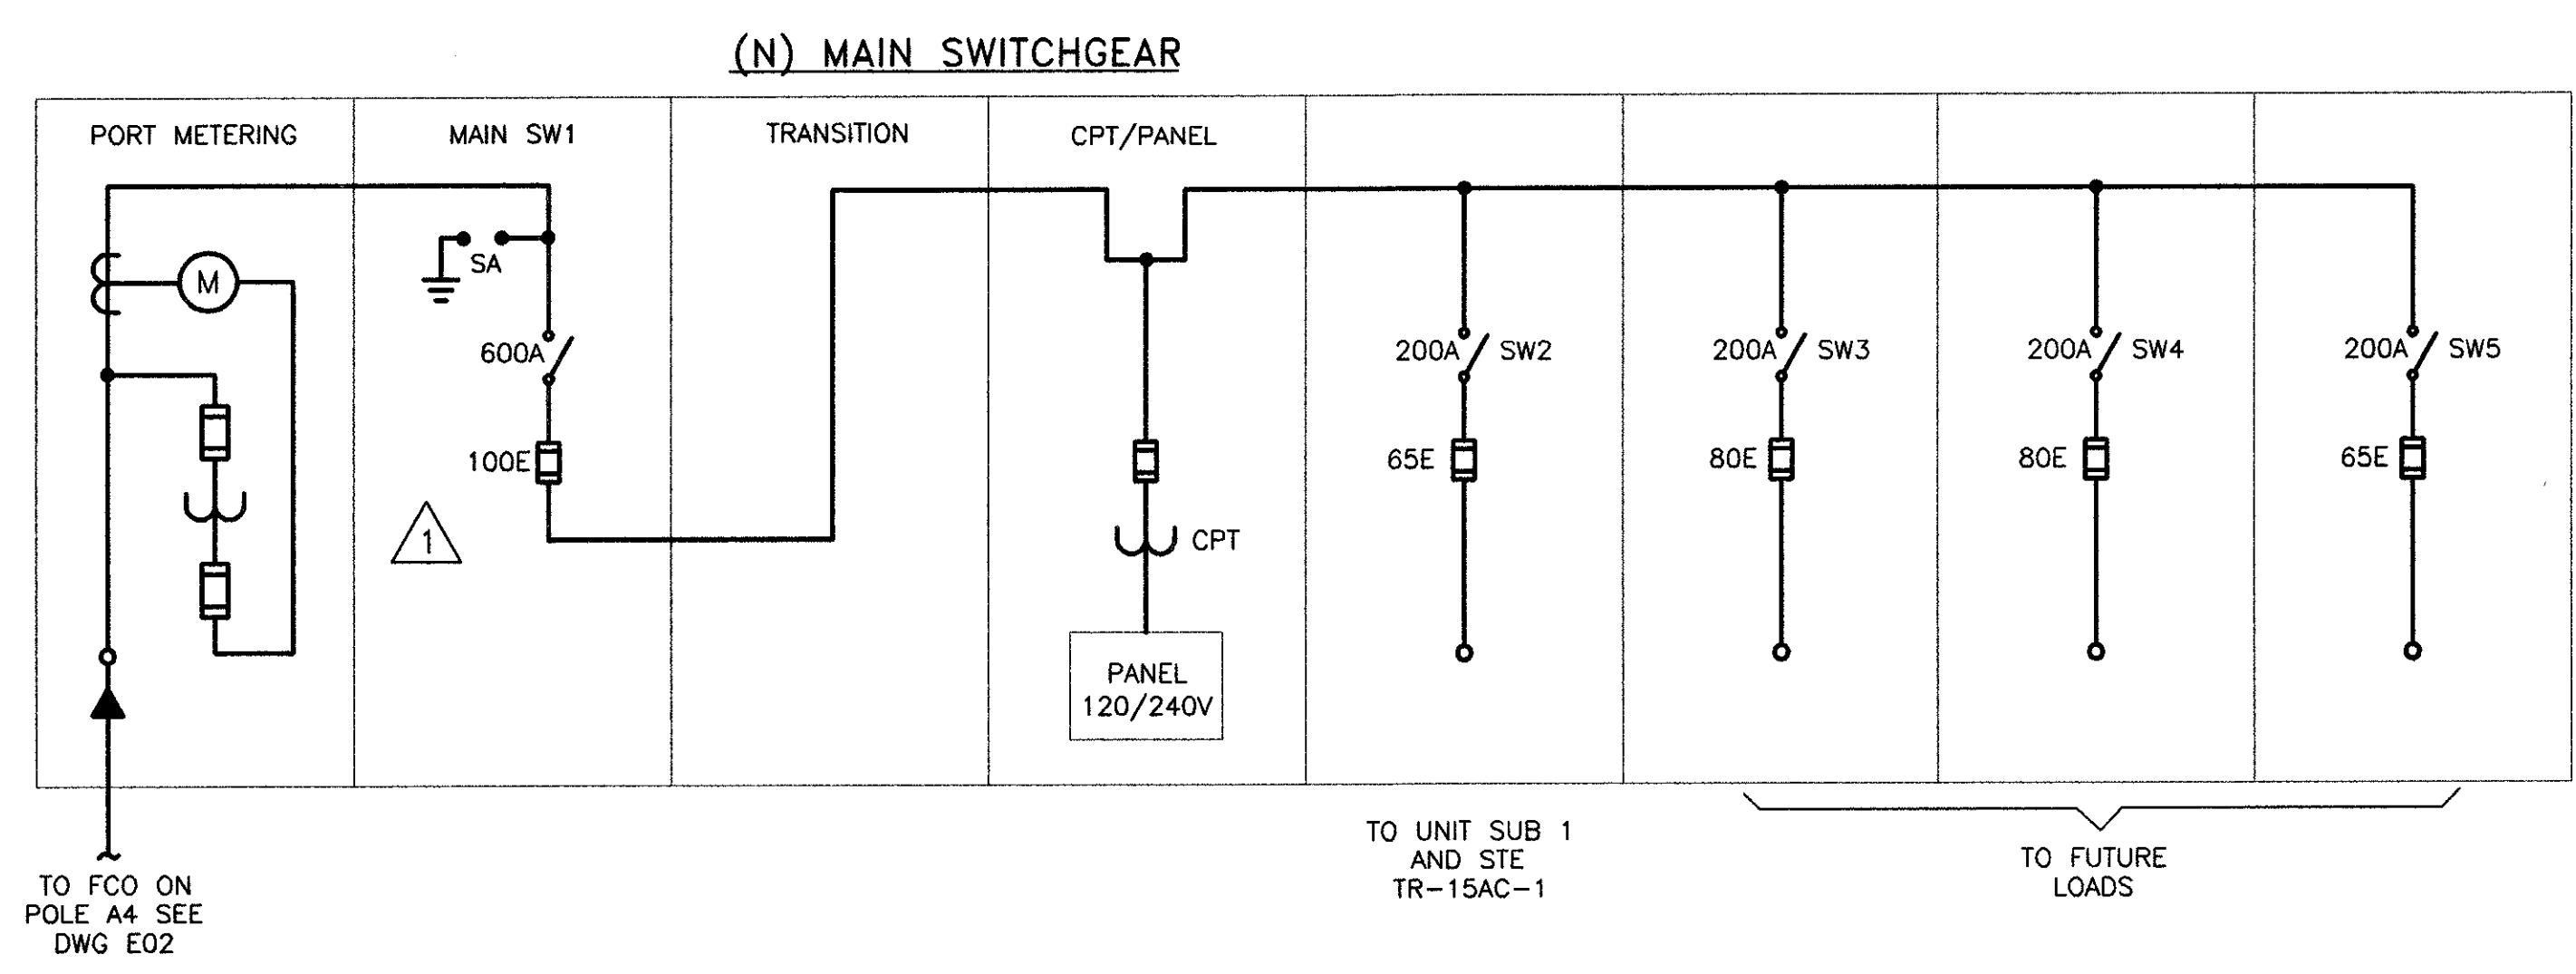 (N) MAIN SWITCHGEAR
PORT METERING
MAIN SW1
TRANSITION
CPT/PANEL
SA
M
600A
200A
SW2
200A
SW3
200A
SW4
200A
SW5
100E
65E
80E
80E
65E
1
CPT
PANEL
120/240V
TO UNIT SUB 1
AND STE
TR-15AC-1
TO FUTURE
LOADS
TO FCO ON
POLE A4 SEE
DWG E02